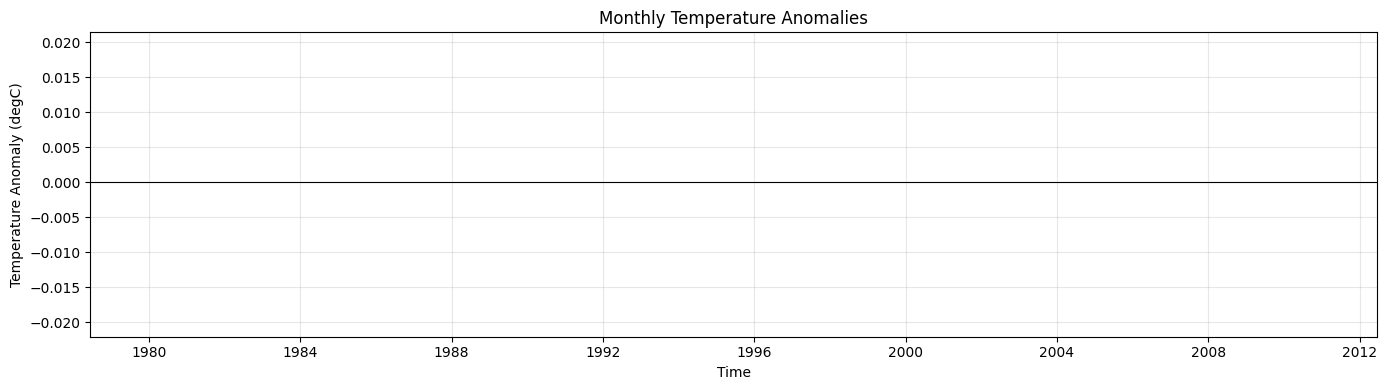 Monthly Temperature Anomalies
Temperature Anomaly (degC)
0.020
0.015
0.010
0.005
0.000
−0.005
−0.010
−0.015
−0.020
1980 1984 1988 1992 1996 2000 2004 2008 2012
Time